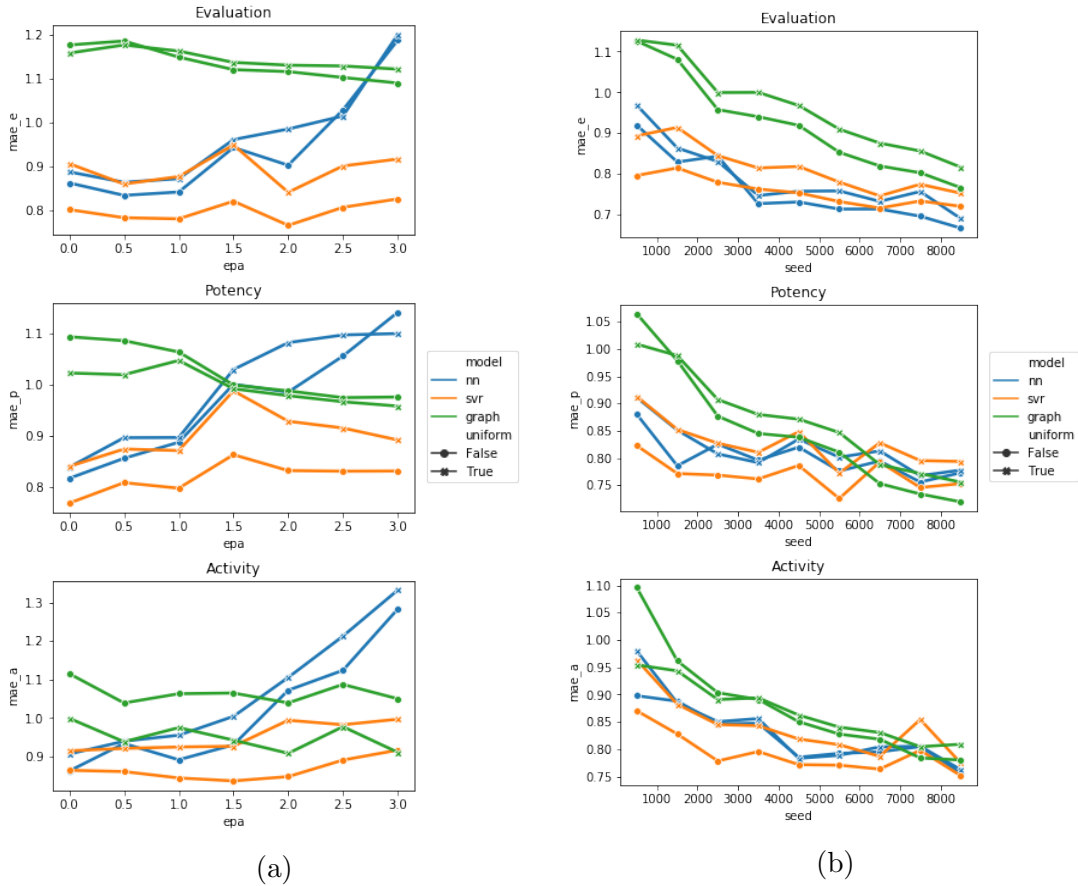 Evaluation
1.2
1.1
1.0
0.9
0.8
mae_e
0.0 0.5 1.0 1.5 2.0 2.5 3.0
epa
Potency
1.1
1.0
0.9
0.8
mae_p
0.0 0.5 1.0 1.5 2.0 2.5 3.0
epa
Activity
1.3
1.2
1.1
1.0
0.9
mae_a
0.0 0.5 1.0 1.5 2.0 2.5 3.0
epa
model
nn
svr
graph
uniform
False
True
(a)
Evaluation
1.1
1.0
0.9
0.8
0.7
mae_e
1000 2000 3000 4000 5000 6000 7000 8000
seed
Potency
1.05
1.00
0.95
0.90
0.85
0.80
0.75
mae_p
1000 2000 3000 4000 5000 6000 7000 8000
seed
Activity
1.10
1.05
1.00
0.95
0.90
0.85
0.80
0.75
mae_a
1000 2000 3000 4000 5000 6000 7000 8000
seed
model
nn
svr
graph
uniform
False
True
(b)